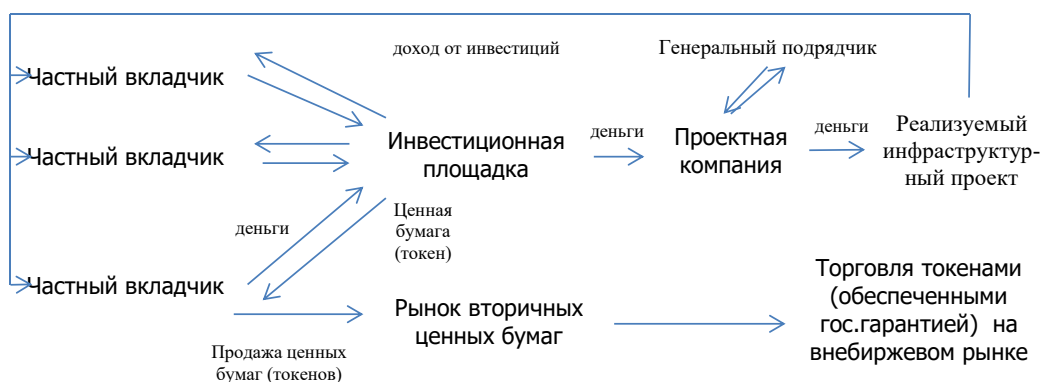 доход от инвестиций
Генеральный подрядчик
Частный вкладчик
деньги
деньги
Инвестиционная
площадка
Проектная
компания
Реализуемый
инфраструктур-
ный проект
Частный вкладчик
Ценная
бумага
(токен)
деньги
Частный вкладчик
Рынок вторичных
ценных бумаг
Торговля токенами
(обеспеченными
гос.гарантией) на
внебиржевом рынке
Продажа ценных
бумаг (токенов)